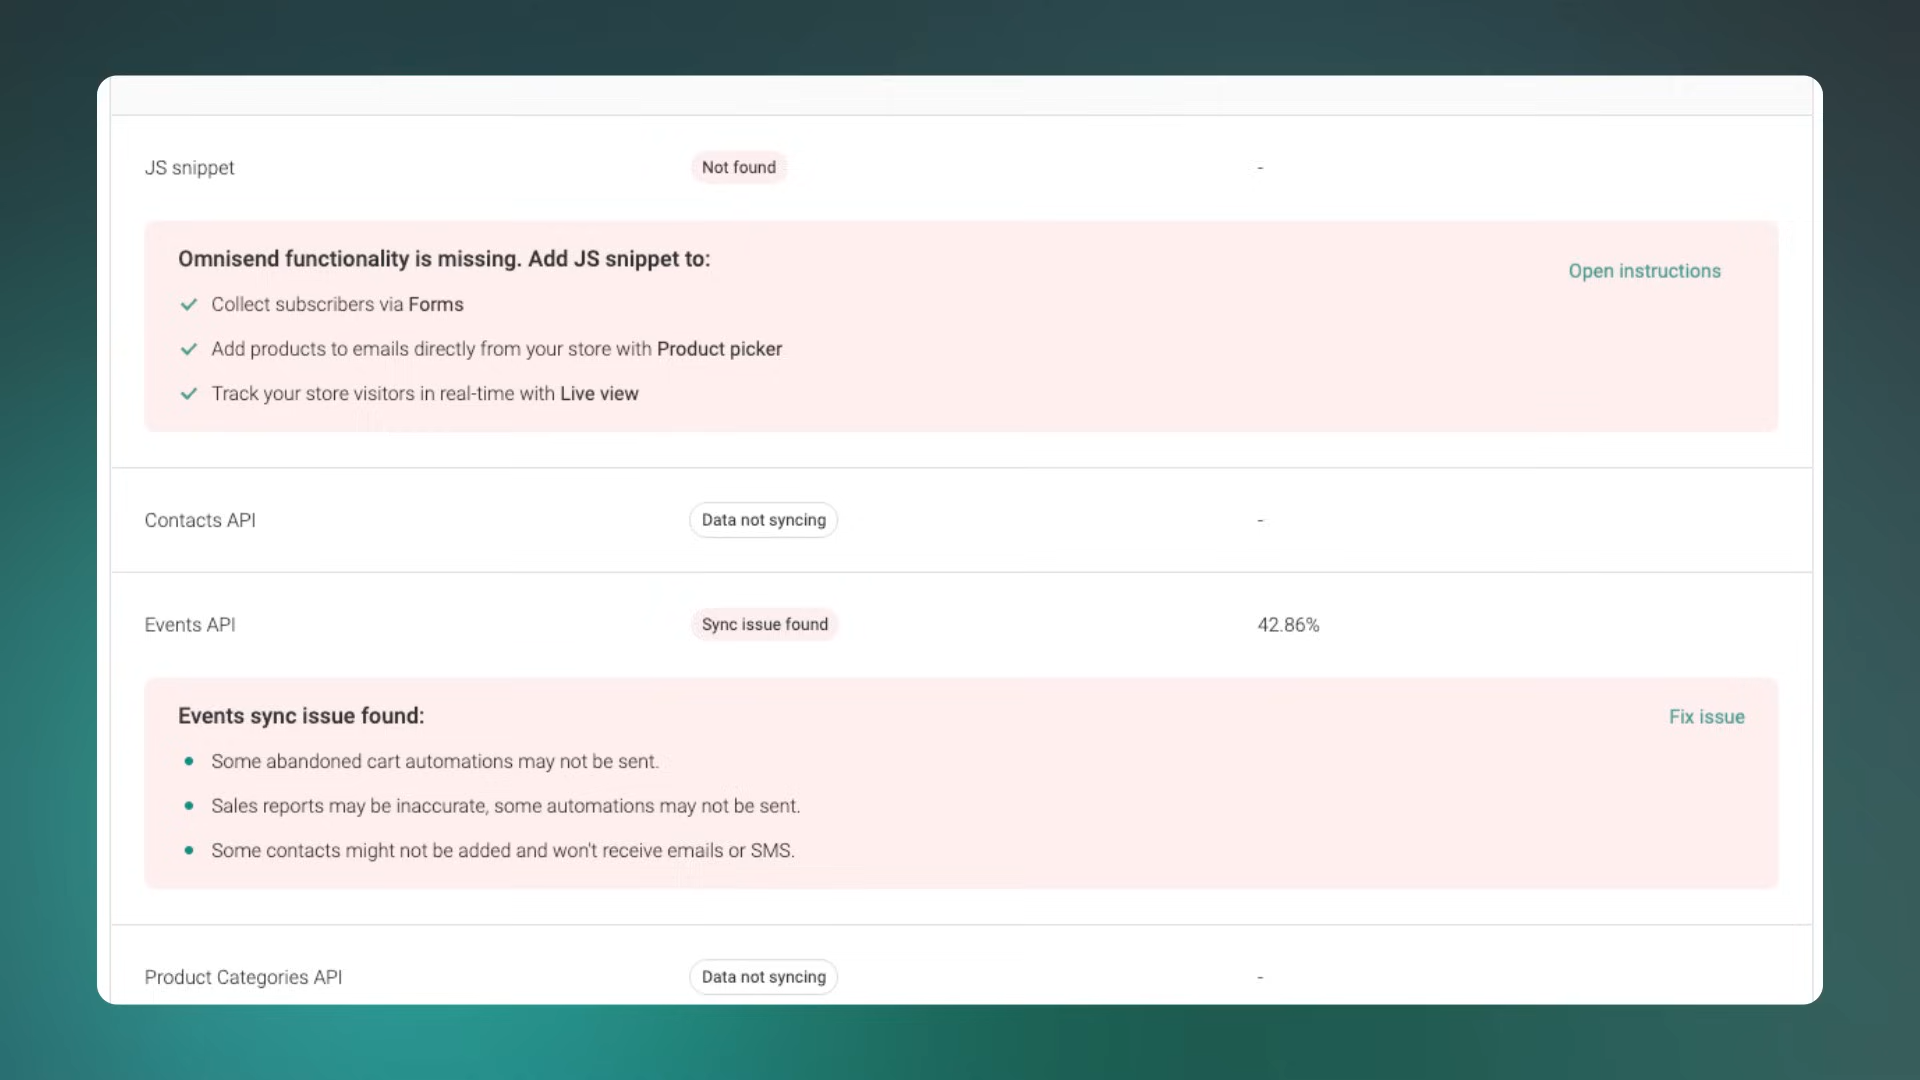 JS snippet Not found -
Omnisend functionality is missing. Add JS snippet to: Open instructions
Collect subscribers via Forms
Add products to emails directly from your store with Product picker
Track your store visitors in real-time with Live view
Contacts API Data not syncing -
Events API Sync issue found 42.86%
Events sync issue found: Fix issue
Some abandoned cart automations may not be sent.
Sales reports may be inaccurate, some automations may not be sent.
Some contacts might not be added and won't receive emails or SMS.
Product Categories API Data not syncing -